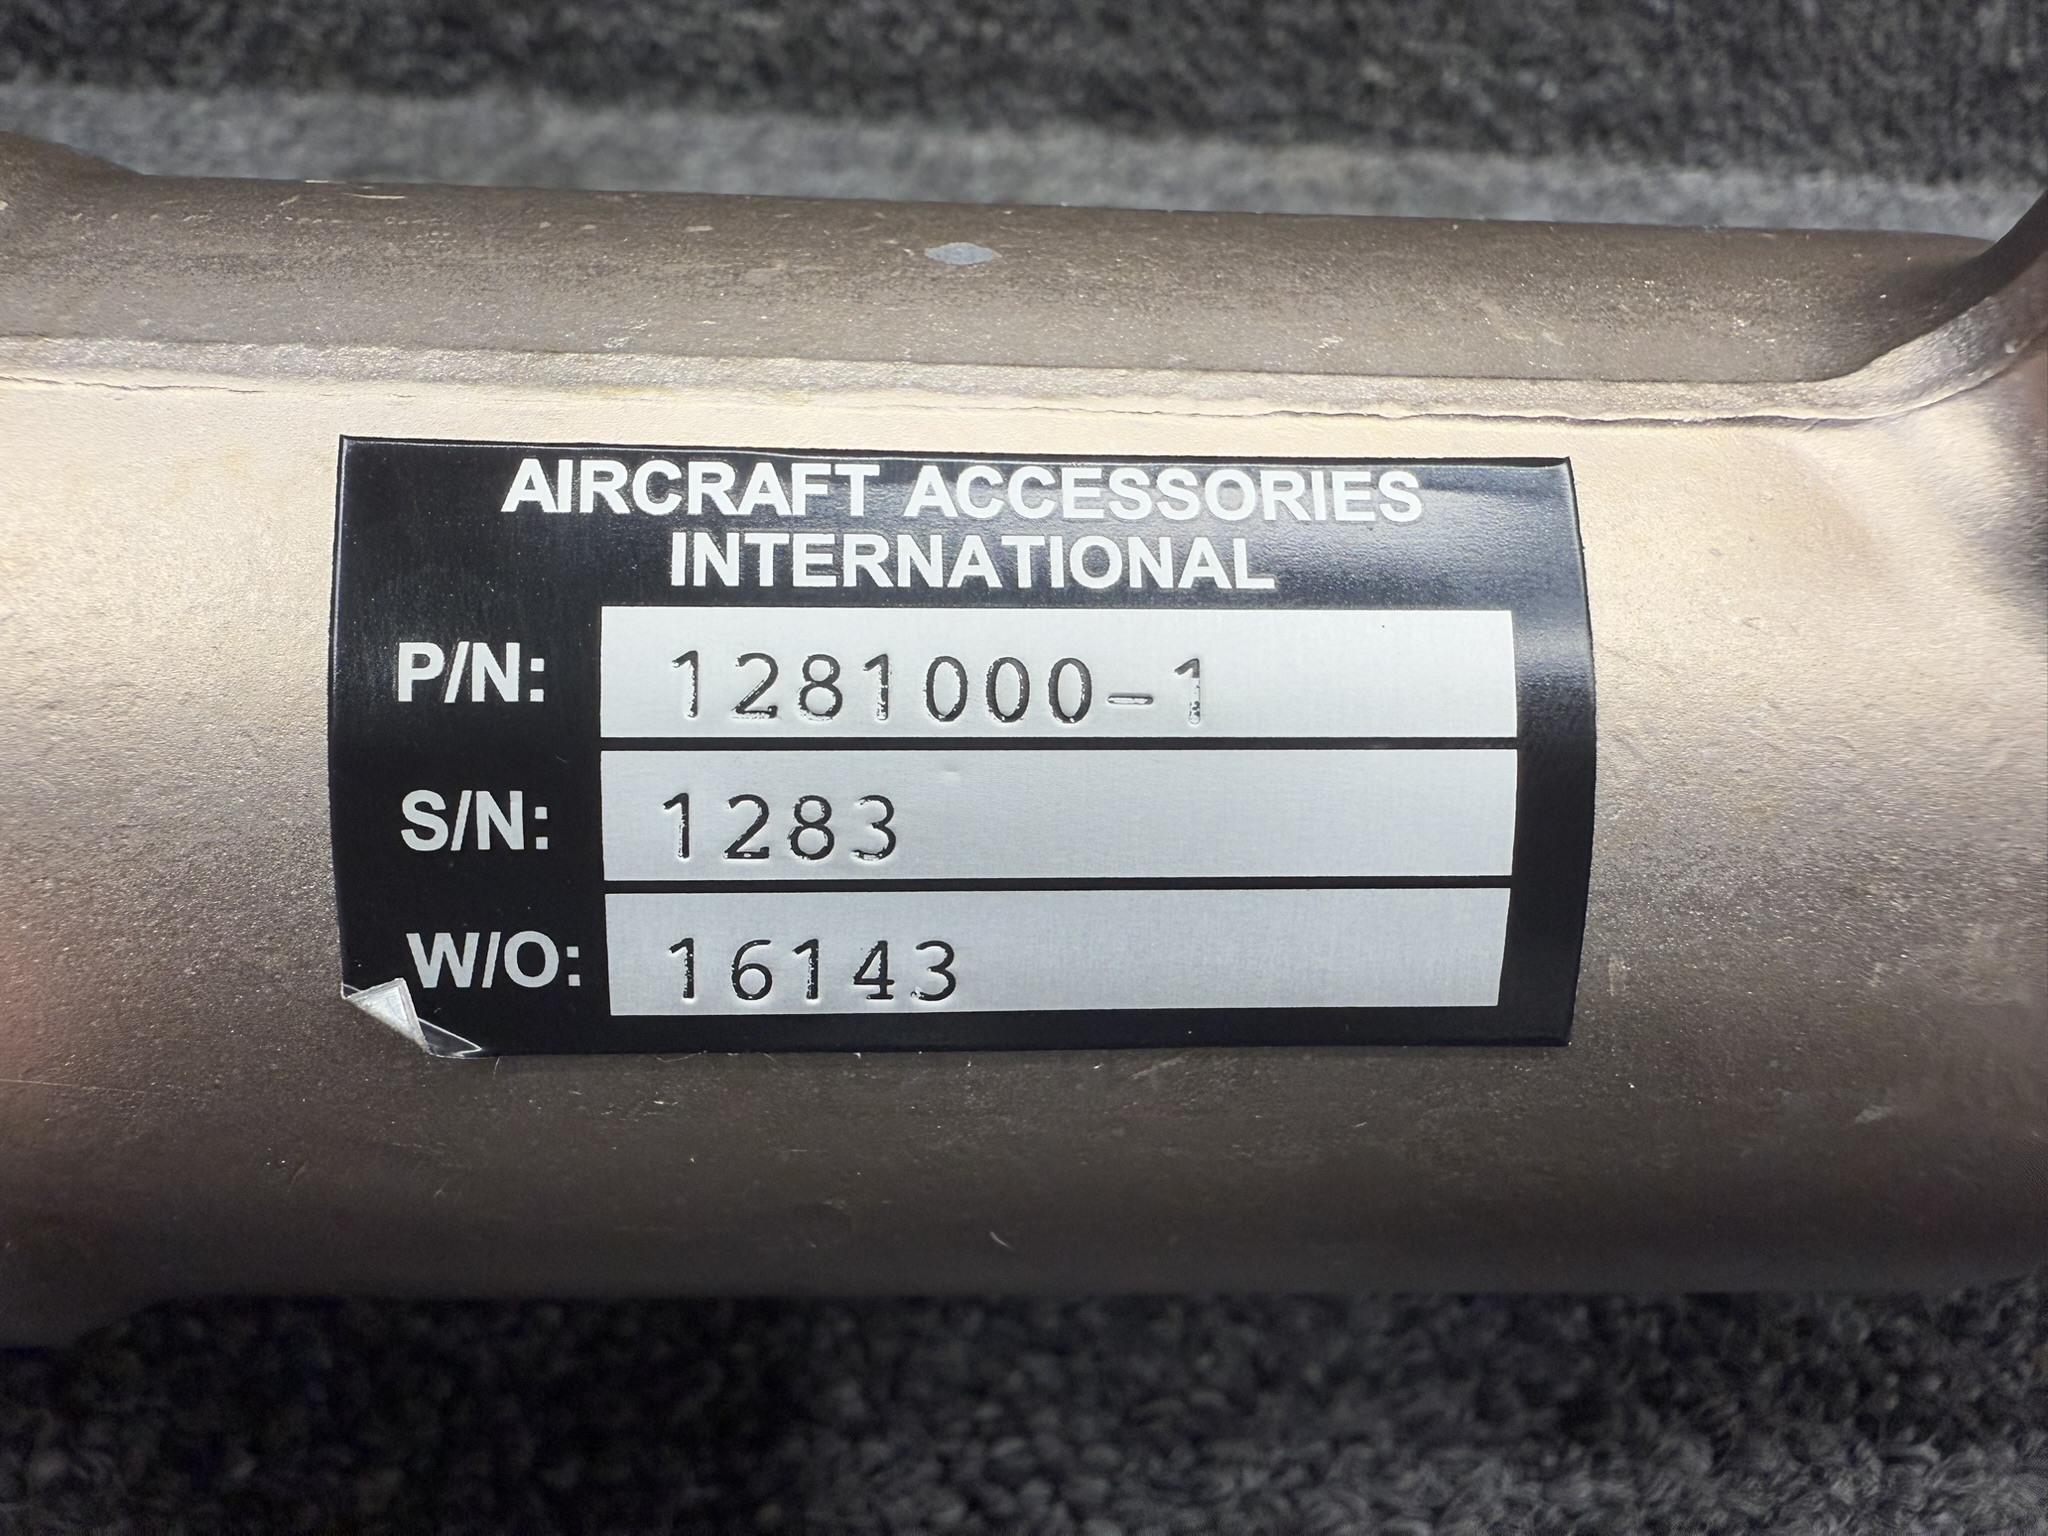 AIRCRAFT ACCESSORIES
INTERNATIONAL
P/N: 1281000-1
S/N: 1283
W/O: 16143